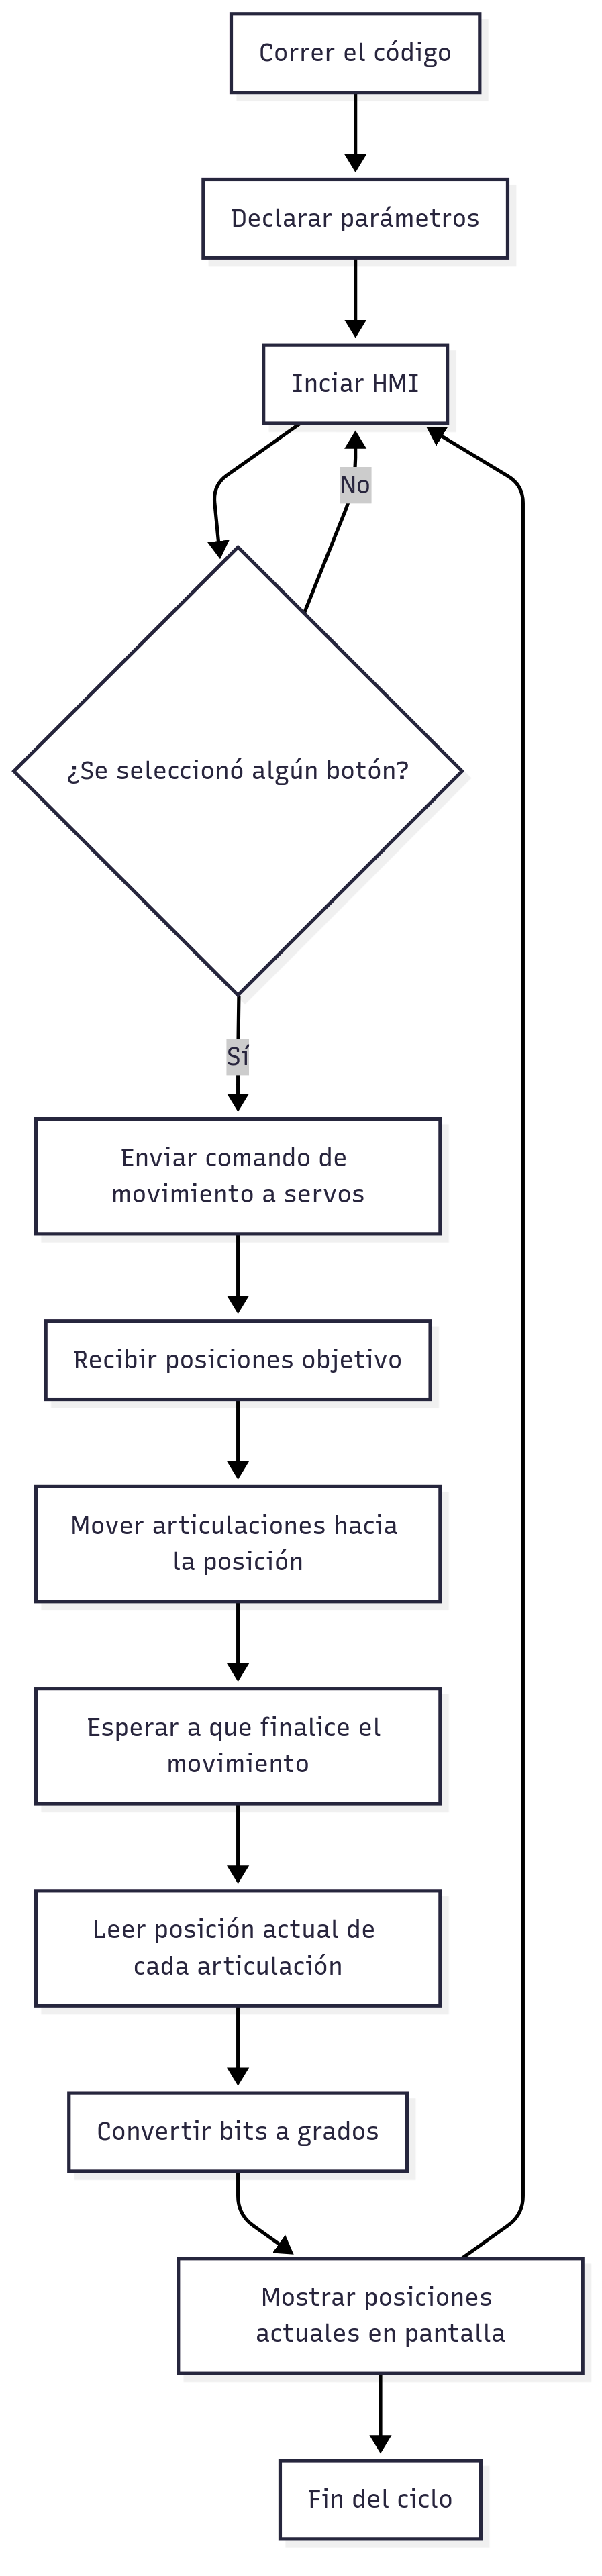 Correr el código
Declarar parámetros
Inciar HMI
No
¿Se seleccionó algún botón?
Sí
Enviar comando de
movimiento a servos
Recibir posiciones objetivo
Mover articulaciones hacia
la posición
Esperar a que finalice el
movimiento
Leer posición actual de
cada articulación
Convertir bits a grados
Mostrar posiciones
actuales en pantalla
Fin del ciclo